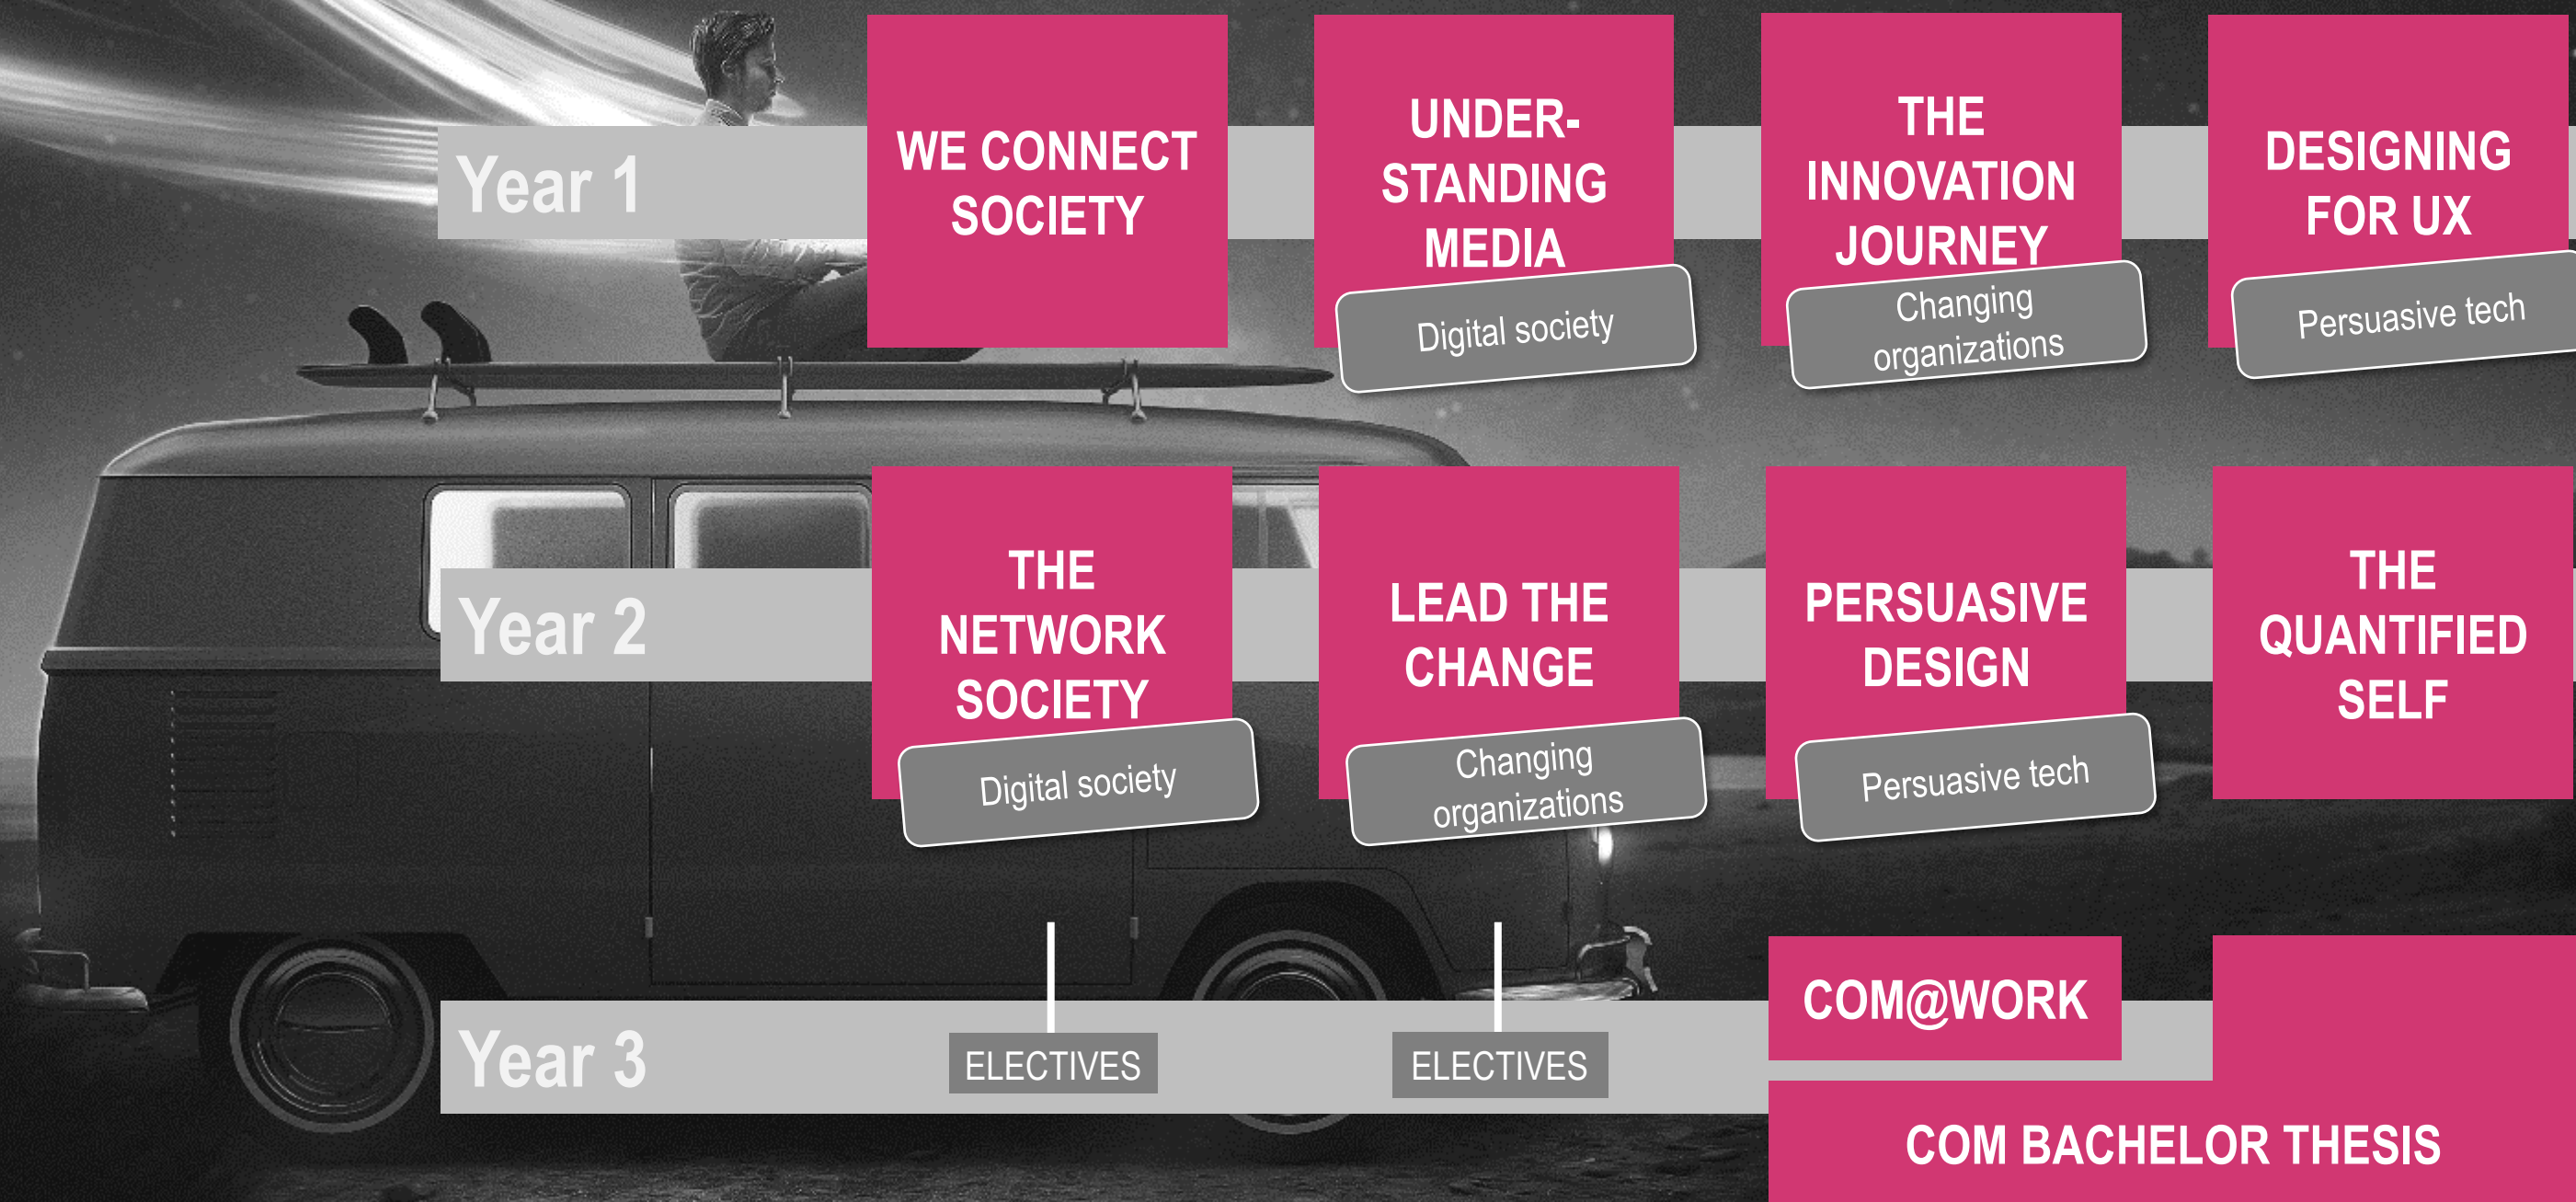 Year 1
WE CONNECT
SOCIETY
UNDER-
STANDING
MEDIA
Digital society
THE
INNOVATION
JOURNEY
Changing
organizations
DESIGNING
FOR UX
Persuasive tech
Year 2
THE
NETWORK
SOCIETY
Digital society
LEAD THE
CHANGE
Changing
organizations
PERSUASIVE
DESIGN
Persuasive tech
THE
QUANTIFIED
SELF
Year 3
ELECTIVES
ELECTIVES
COM@WORK
COM BACHELOR THESIS